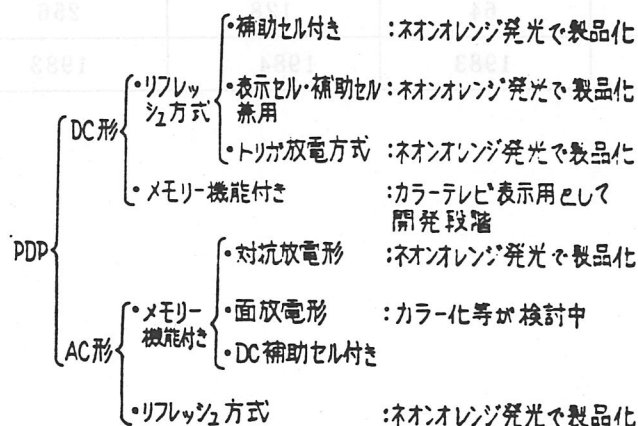 ・補助セル付き :ネオンオレンジ発光で製品化
・リフレッシュ方式
・表示セル・補助セル兼用 :ネオンオレンジ発光で製品化
DC形
・トリガ放電方式 :ネオンオレンジ発光で製品化
・メモリー機能付き :カラーテレビ表示用として
開発段階
PDP
・対抗放電形 :ネオンオレンジ発光で製品化
・メモリー機能付き
・面放電形 :カラー化等が検討中
AC形
・DC補助セル付き
・リフレッシュ方式 :ネオンオレンジ発光で製品化